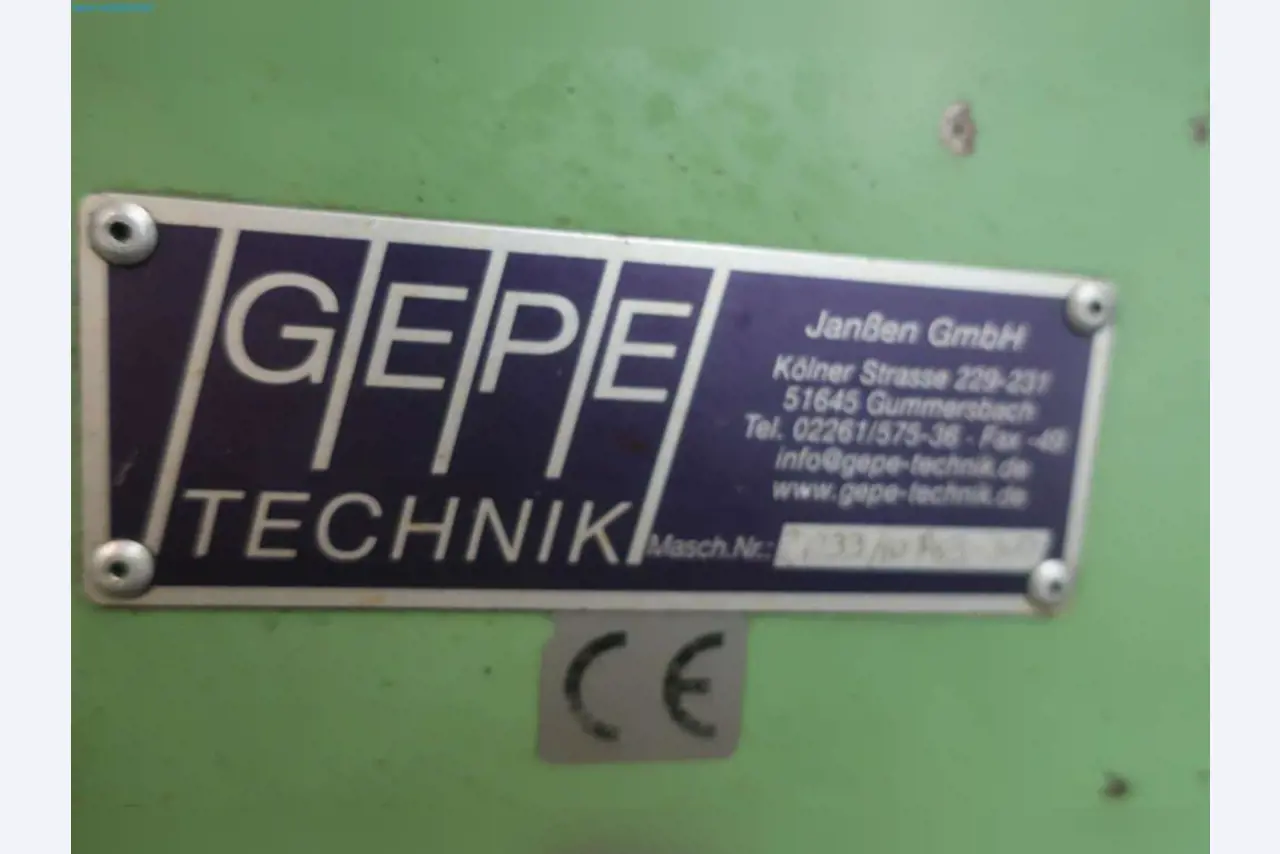 GEPE
TECHNIK
Janßen GmbH
Kölner Strasse 229-231
51645 Gummersbach
Tel. 02261/575-36 - Fax -49
info@gepe-technik.de
www.gepe-technik.de
Masch.Nr.:
CE